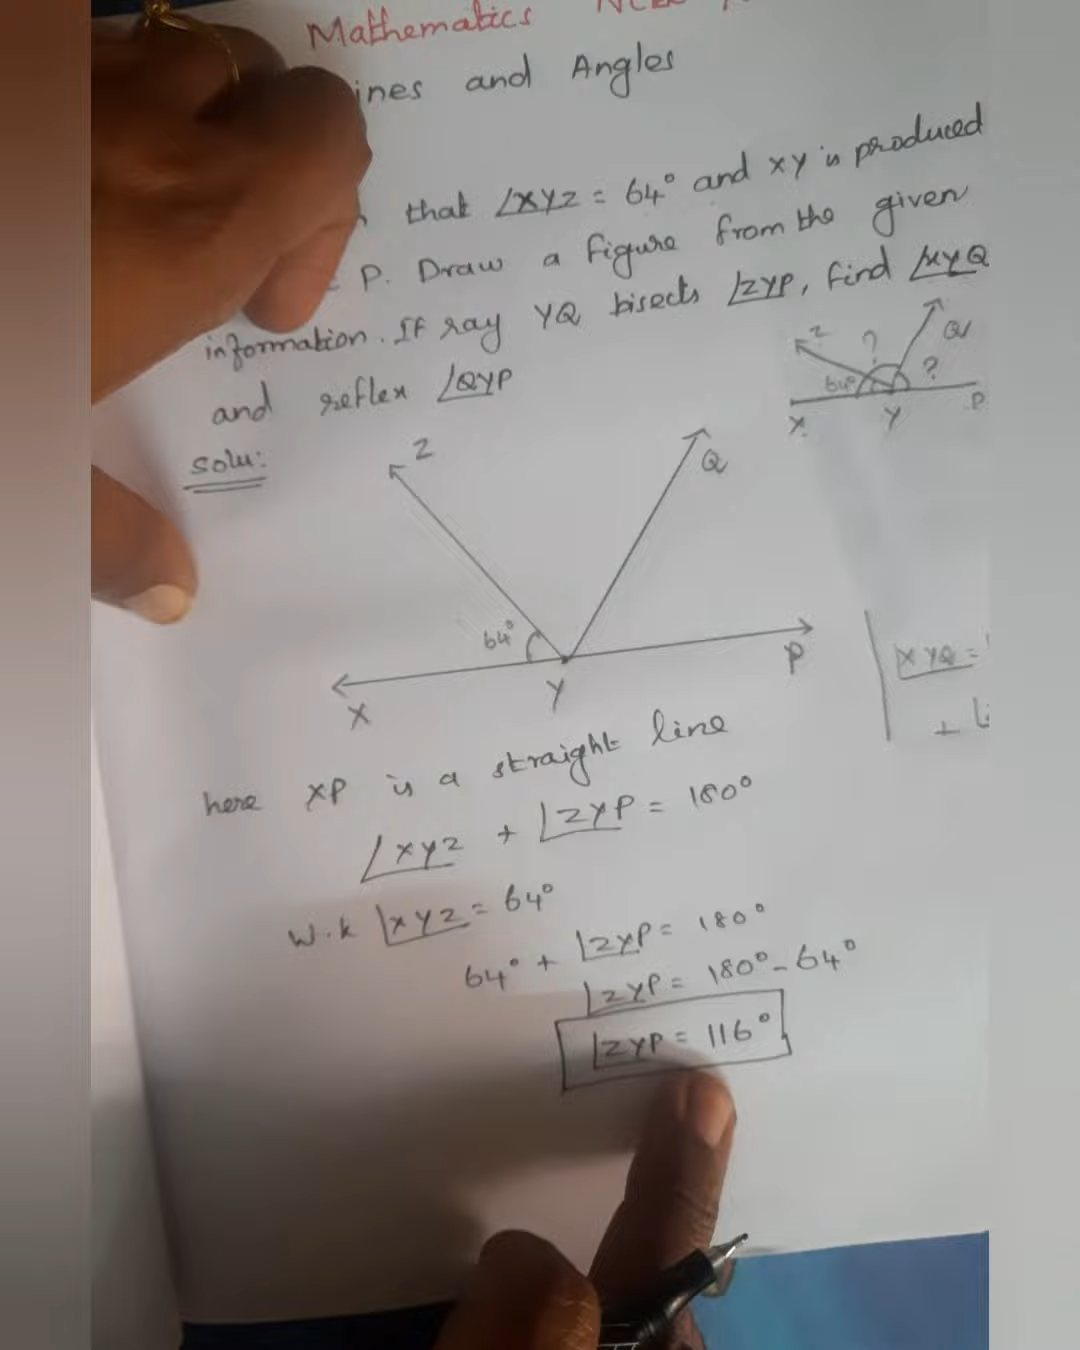 Mathematics
ines and Angles
that ∠XYZ = 64° and XY is produced
P. Draw a figure from the given
information. If ray YQ bisects ∠ZYP, find ∠XYQ
and reflex ∠QYP
Z
Q
?
?
64°
X
Y
P
Solu:
Z
Q
64°
X
Y
P
∠XYQ =
+
here XP is a straight line
∠XYZ + ∠ZYP = 180°
W.K ∠XYZ = 64°
64° + ∠ZYP = 180°
∠ZYP = 180° - 64°
∠ZYP = 116°